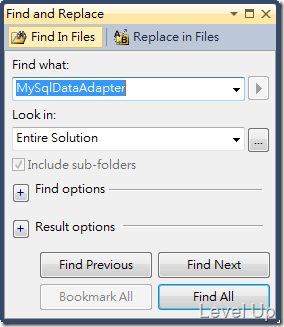 Find and Replace
Find In Files
Replace in Files
Find what:
MySqlDataAdapter
Look in:
Entire Solution
...
Include sub-folders
Find options
Result options
Find Previous
Find Next
Bookmark All
Find All
Level Up